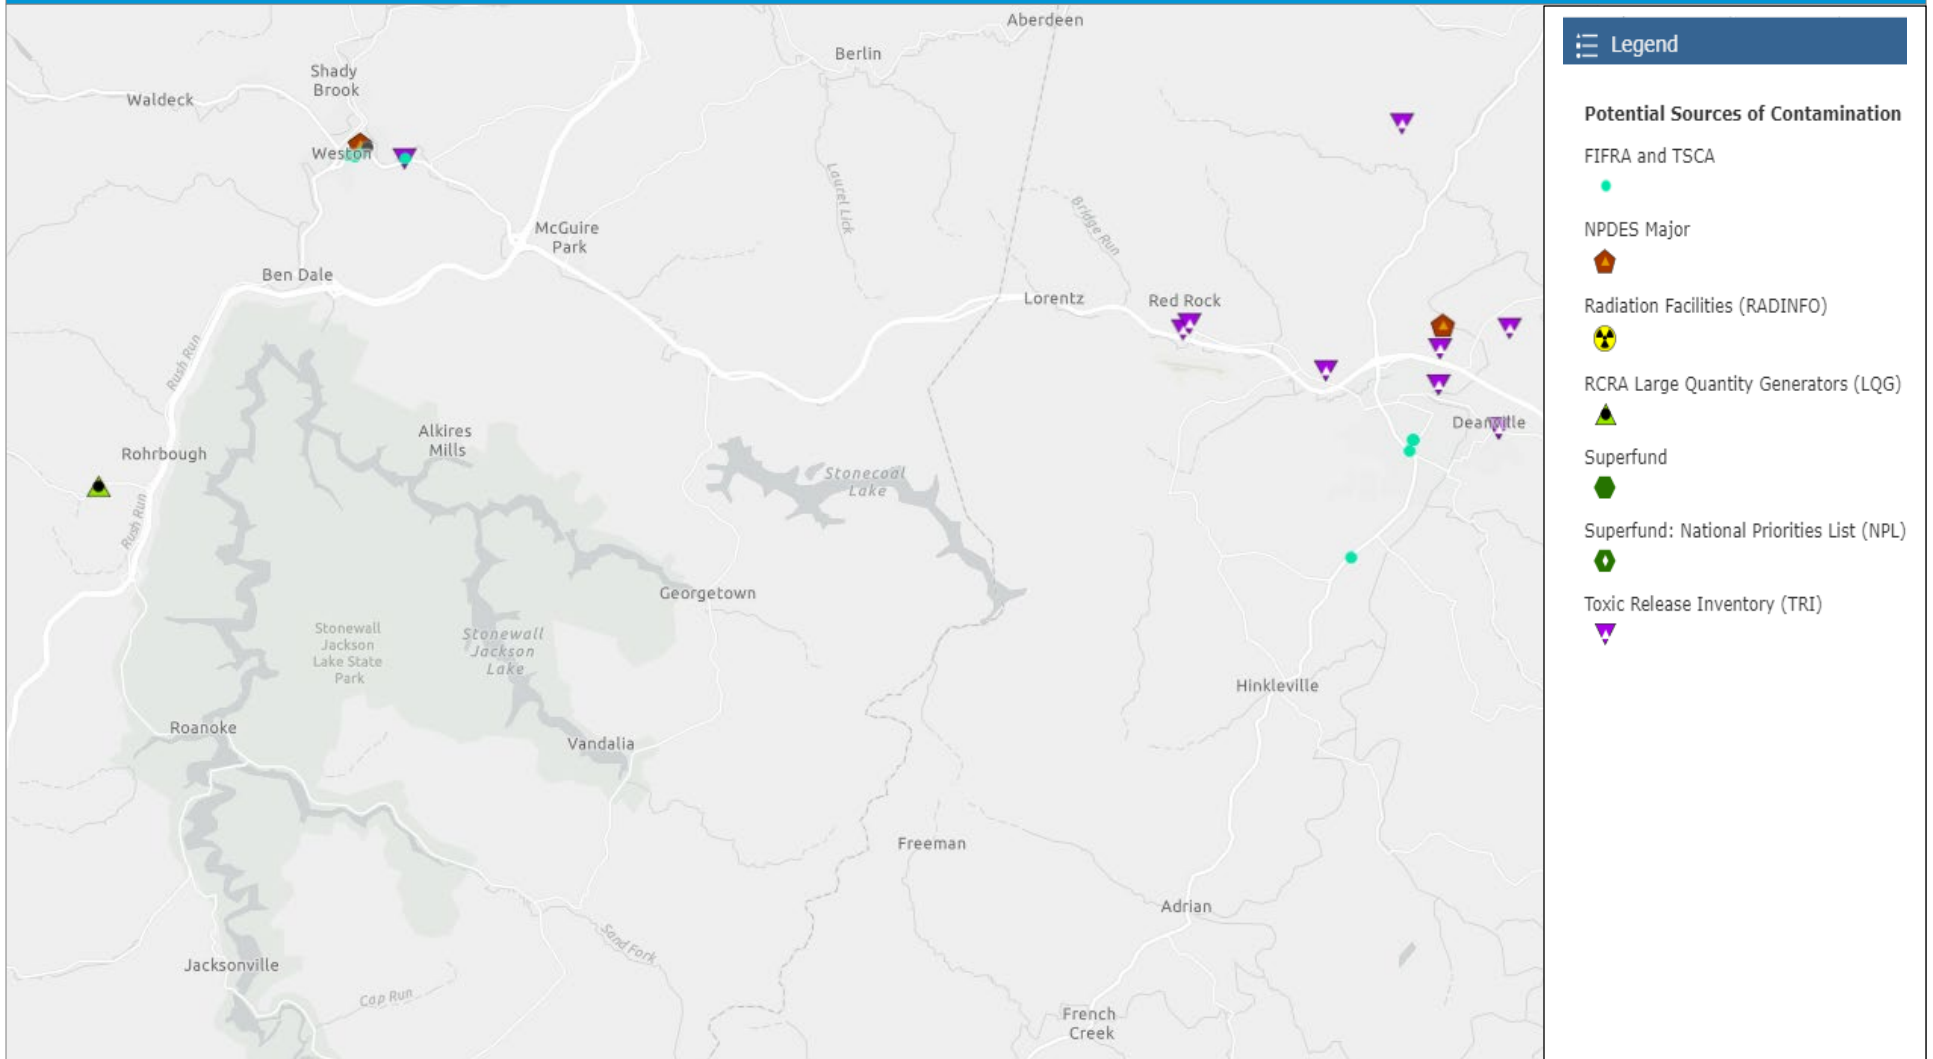 Aberdeen
Berlin
Shady
Brook
Waldeck
Weston
Laurel Lick
Bridge Run
McGuire
Park
Ben Dale
Lorentz
Red Rock
Rush Run
Alkires
Mills
Deanville
Rohrbough
Stonecoal
Lake
Rush Run
Georgetown
Stonewall
Jackson
Lake State
Park
Stonewall
Jackson
Lake
Hinkleville
Roanoke
Vandalia
Freeman
Adrian
Sand Fork
Jacksonville
Cap Run
French
Creek
Legend
Potential Sources of Contamination
FIFRA and TSCA
NPDES Major
Radiation Facilities (RADINFO)
RCRA Large Quantity Generators (LQG)
Superfund
Superfund: National Priorities List (NPL)
Toxic Release Inventory (TRI)